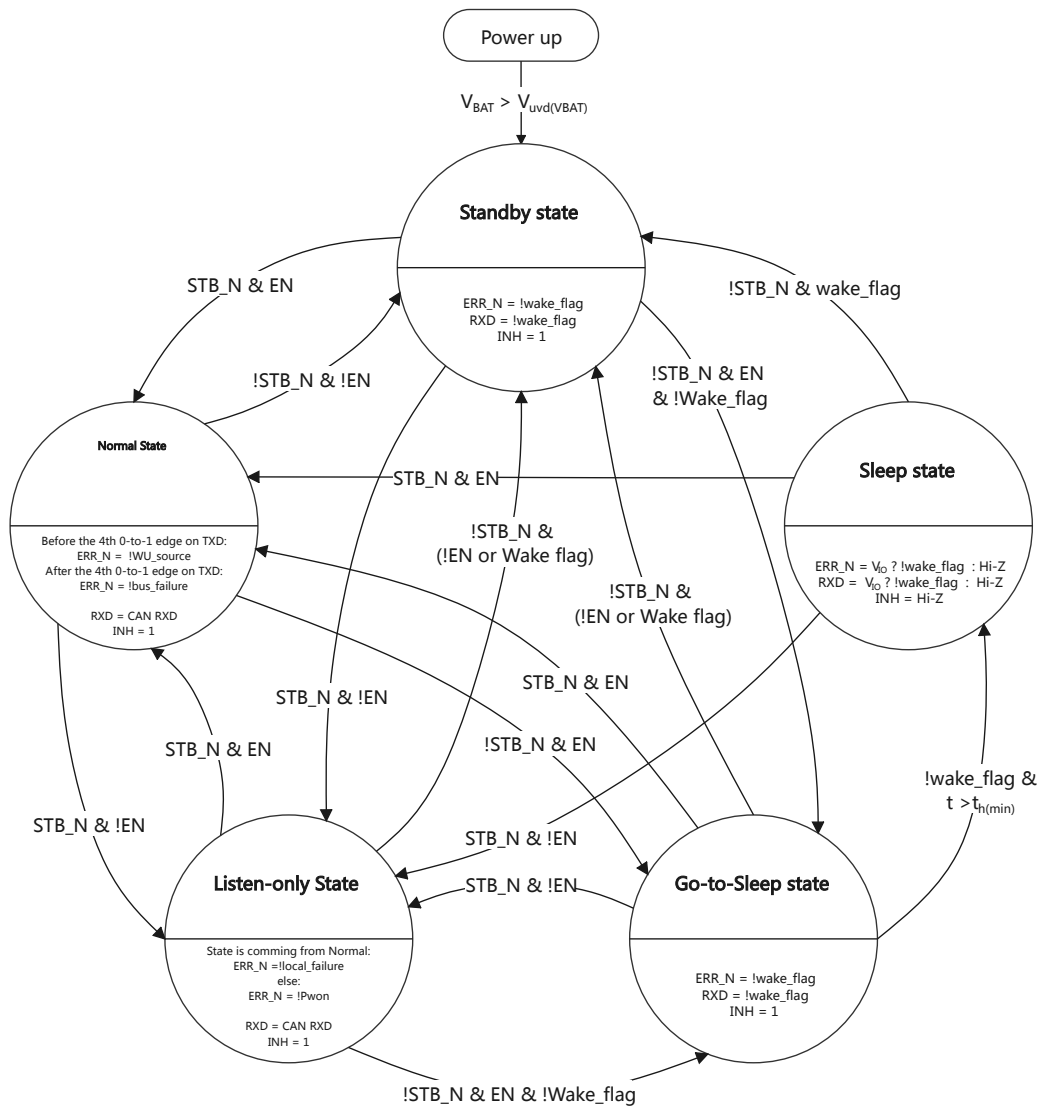 Power up
V_BAT > V_uvd(VBAT)
Standby state
ERR_N = !wake_flag
RXD = !wake_flag
INH = 1
STB_N & EN
!STB_N & wake_flag
!STB_N & !EN
!STB_N & EN
& !Wake_flag
Normal State
Before the 4th 0-to-1 edge on TXD:
ERR_N = !WU_source
After the 4th 0-to-1 edge on TXD:
ERR_N = !bus_failure
RXD = CAN RXD
INH = 1
STB_N & EN
Sleep state
ERR_N = V_IO ? !wake_flag : Hi-Z
RXD = V_IO ? !wake_flag : Hi-Z
INH = Hi-Z
!STB_N &
(!EN or Wake flag)
!STB_N &
(!EN or Wake flag)
STB_N & !EN
STB_N & EN
STB_N & EN
!STB_N & EN
!wake_flag &
t >t_h(min)
STB_N & !EN
STB_N & !EN
STB_N & !EN
Listen-only State
State is comming from Normal:
ERR_N =!local_failure
else:
ERR_N = !Pwon
RXD = CAN RXD
INH = 1
Go-to-Sleep state
ERR_N = !wake_flag
RXD = !wake_flag
INH = 1
!STB_N & EN & !Wake_flag